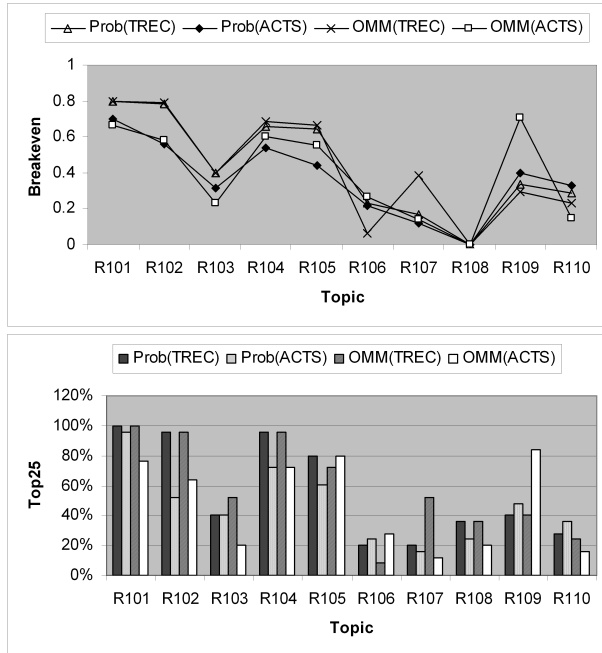 Prob(TREC) Prob(ACTS) OMM(TREC) OMM(ACTS)
1
0.8
0.6
0.4
0.2
0
Breakeven
R101 R102 R103 R104 R105 R106 R107 R108 R109 R110
Topic
Prob(TREC) Prob(ACTS) OMM(TREC) OMM(ACTS)
120%
100%
80%
60%
40%
20%
0%
Top25
R101 R102 R103 R104 R105 R106 R107 R108 R109 R110
Topic